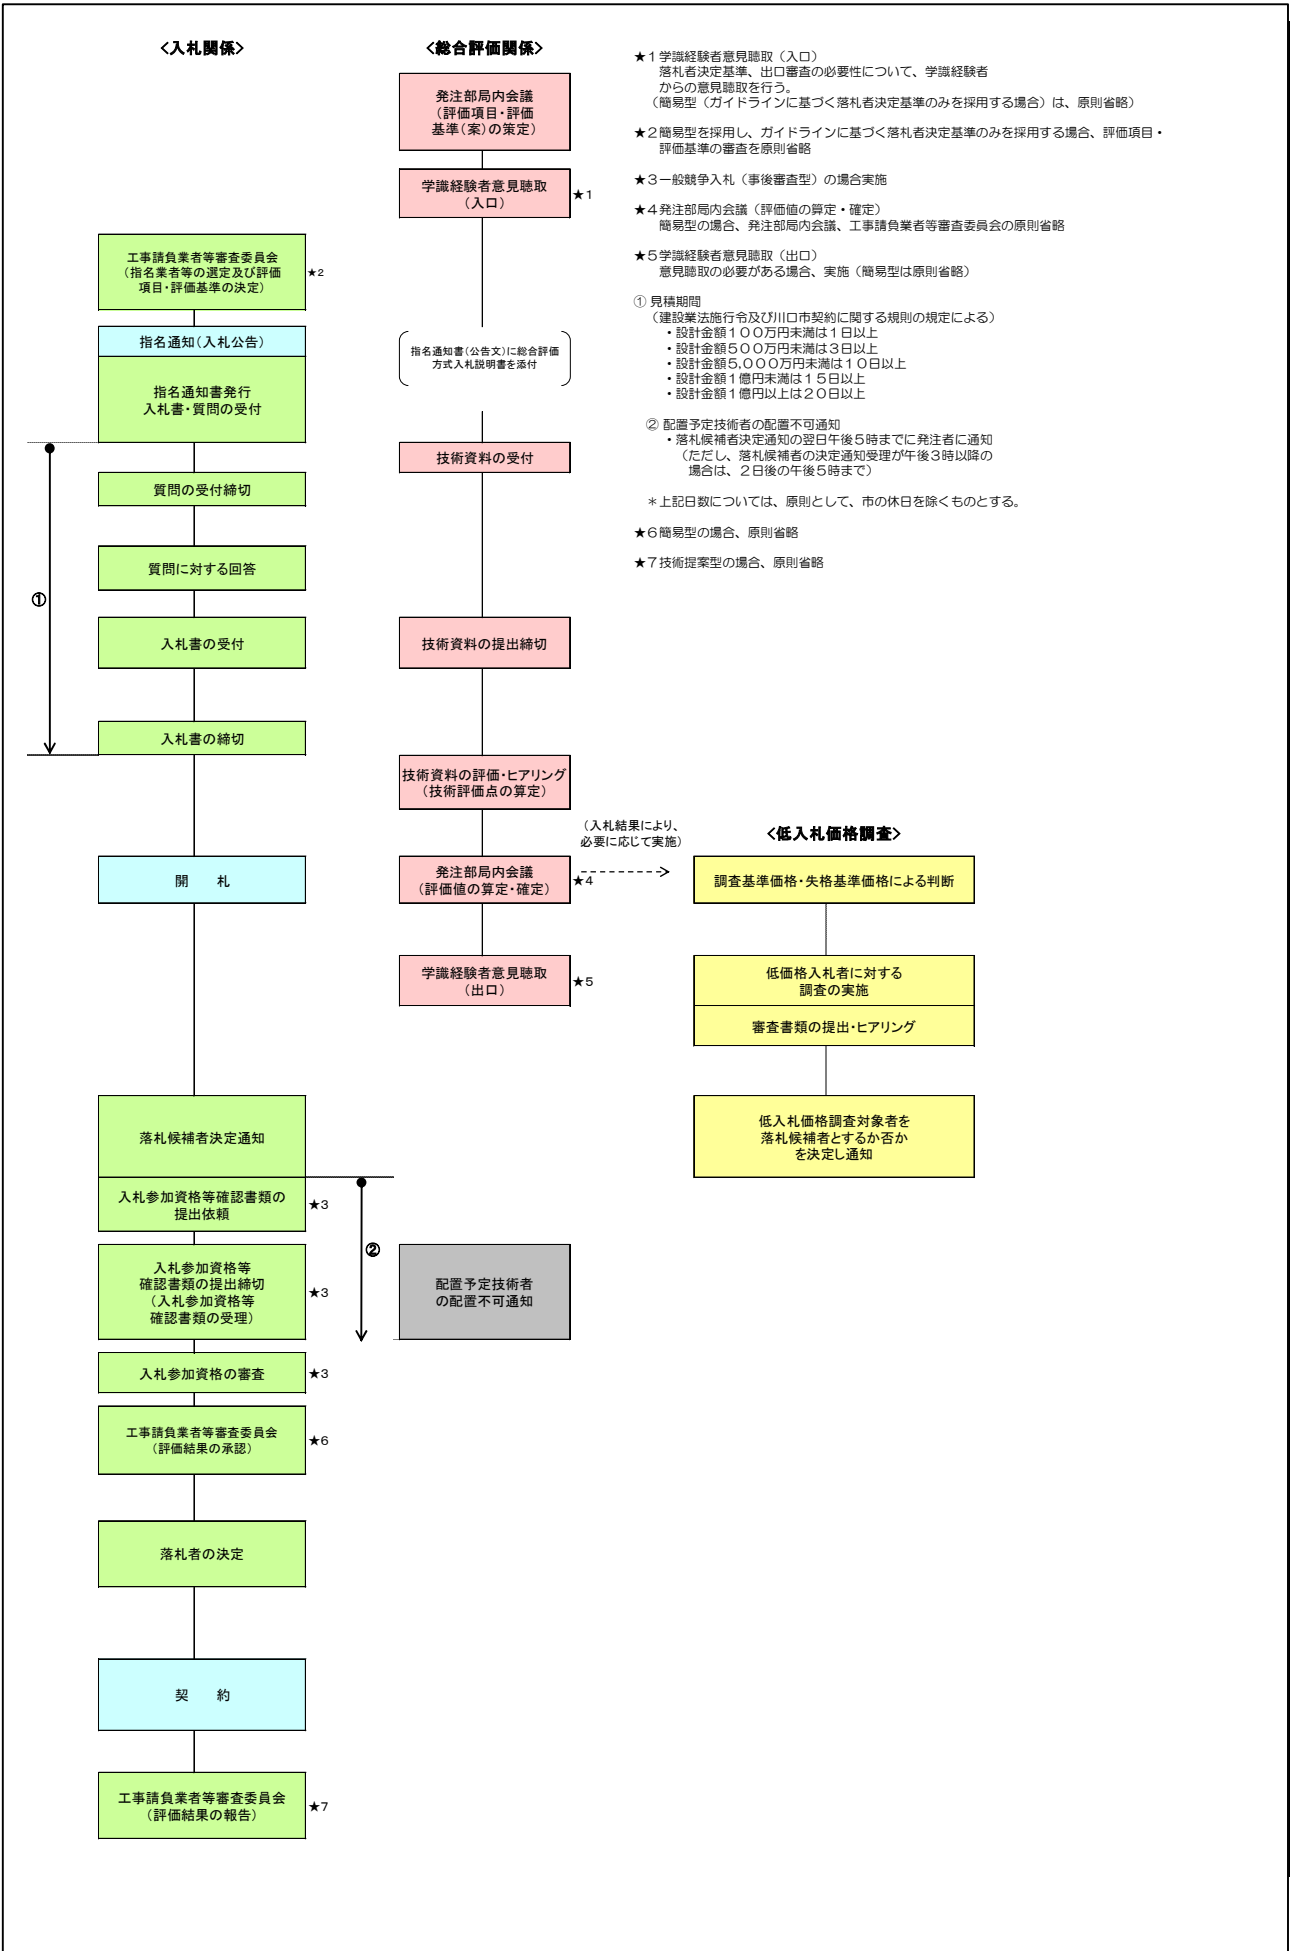 <入札関係>
工事請負業者等審査委員会
（指名業者等の選定及び評価
項目・評価基準の決定）
★2
指名通知（入札公告）
指名通知書発行
入札書・質問の受付
①
質問の受付締切
質問に対する回答
入札書の受付
入札書の締切
開　　札
落札候補者決定通知
入札参加資格等確認書類の
提出依頼
★3
入札参加資格等
確認書類の提出締切
（入札参加資格等
確認書類の受理）
★3
入札参加資格の審査
★3
工事請負業者等審査委員会
（評価結果の承認）
★6
落札者の決定
契　　約
工事請負業者等審査委員会
（評価結果の報告）
★7
<総合評価関係>
発注部局内会議
（評価項目・評価
基準（案）の策定）
学識経験者意見聴取
（入口）
★1
指名通知書（公告文）に総合評価
方式入札説明書を添付
技術資料の受付
技術資料の提出締切
技術資料の評価・ヒアリング
（技術評価点の算定）
発注部局内会議
（評価値の算定・確定）
★4
（入札結果により、
必要に応じて実施）
学識経験者意見聴取
（出口）
★5
②
配置予定技術者
の配置不可通知
<低入札価格調査>
調査基準価格・失格基準価格による判断
低価格入札者に対する
調査の実施
審査書類の提出・ヒアリング
低入札価格調査対象者を
落札候補者とするか否か
を決定し通知
★１学識経験者意見聴取（入口）
落札者決定基準、出口審査の必要性について、学識経験者
からの意見聴取を行う。
（簡易型（ガイドラインに基づく落札者決定基準のみを採用する場合）は、原則省略）
★２簡易型を採用し、ガイドラインに基づく落札者決定基準のみを採用する場合、評価項目・
評価基準の審査を原則省略
★３一般競争入札（事後審査型）の場合実施
★４発注部局内会議（評価値の算定・確定）
簡易型の場合、発注部局内会議、工事請負業者等審査委員会の原則省略
★５学識経験者意見聴取（出口）
意見聴取の必要がある場合、実施（簡易型は原則省略）
① 見積期間
（建設業法施行令及び川口市契約に関する規則の規定による）
・設計金額１００万円未満は１日以上
・設計金額５００万円未満は３日以上
・設計金額５,０００万円未満は１０日以上
・設計金額１億円未満は１５日以上
・設計金額１億円以上は２０日以上
② 配置予定技術者の配置不可通知
・落札候補者決定通知の翌日午後５時までに発注者に通知
（ただし、落札候補者の決定通知受理が午後３時以降の
場合は、２日後の午後５時まで）
＊上記日数については、原則として、市の休日を除くものとする。
★６簡易型の場合、原則省略
★７技術提案型の場合、原則省略